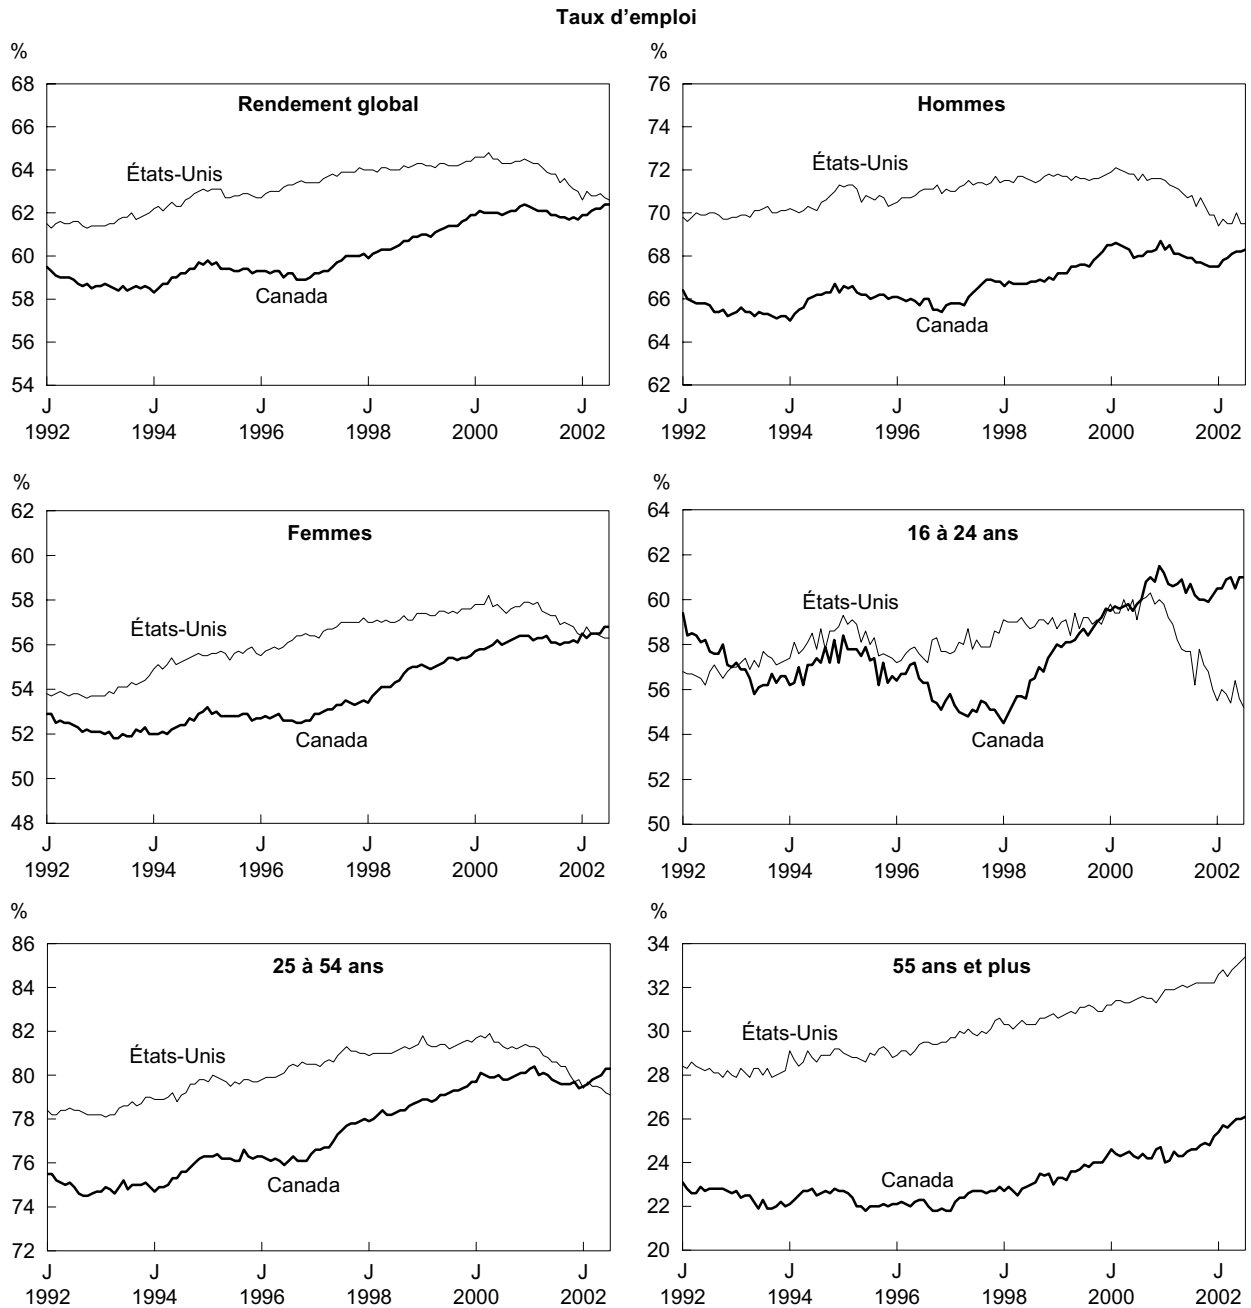 Taux d'emploi
%
Rendement global
68
66
64
62
60
58
56
54
États-Unis
Canada
J J J J J J
1992 1994 1996 1998 2000 2002
Hommes
76
74
72
70
68
66
64
62
États-Unis
Canada
J J J J J J
1992 1994 1996 1998 2000 2002
%
Femmes
62
60
58
56
54
52
50
48
États-Unis
Canada
J J J J J J
1992 1994 1996 1998 2000 2002
%
16 à 24 ans
64
62
60
58
56
54
52
50
États-Unis
Canada
J J J J J J
1992 1994 1996 1998 2000 2002
%
25 à 54 ans
86
84
82
80
78
76
74
72
États-Unis
Canada
J J J J J J
1992 1994 1996 1998 2000 2002
%
55 ans et plus
34
32
30
28
26
24
22
20
États-Unis
Canada
J J J J J J
1992 1994 1996 1998 2000 2002
%